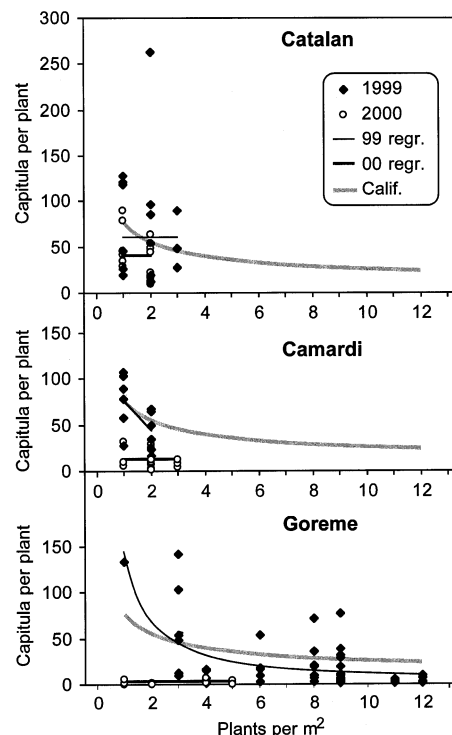 Catalan
300
250
200
150
100
50
0
Capitula per plant
1999
2000
99 regr.
00 regr.
Calif.
0 2 4 6 8 10 12
Camardi
150
100
50
0
Capitula per plant
0 2 4 6 8 10 12
Goreme
150
100
50
0
Capitula per plant
0 2 4 6 8 10 12
Plants per m²